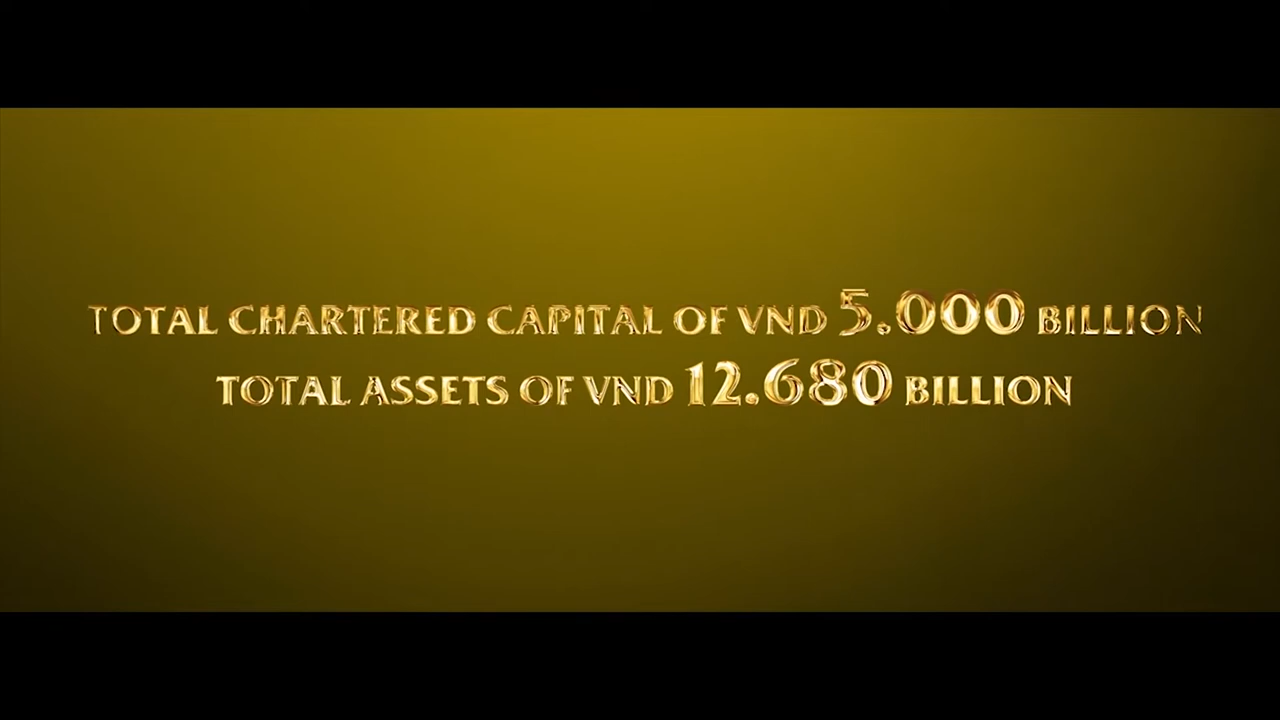 TOTAL CHARTERED CAPITAL OF VND 5.000 BILLION
TOTAL ASSETS OF VND 12.680 BILLION